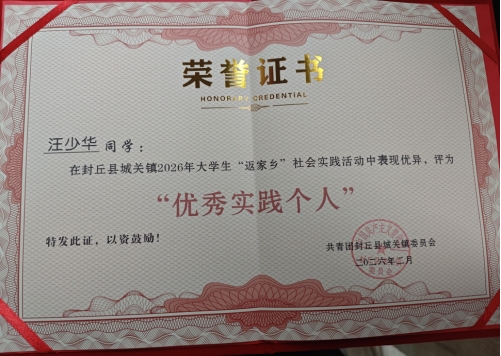 荣誉证书
HONORARY CREDENTIAL
汪少华 同学：
在封丘县城关镇2026年大学生“返家乡”社会实践活动中表现优异，评为
“优秀实践个人”
特发此证，以资鼓励！
共青团封丘县城关镇委员会
二〇二六年二月